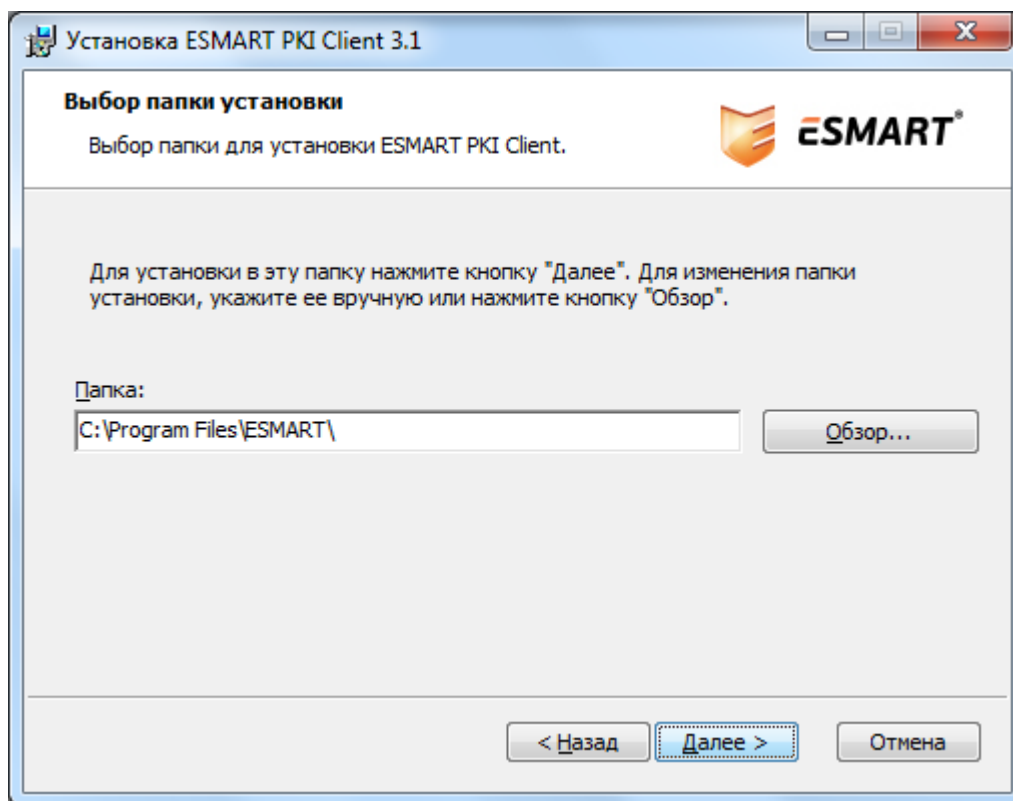 Установка ESMART PKI Client 3.1
Выбор папки установки
Выбор папки для установки ESMART PKI Client.
ESMART®
Для установки в эту папку нажмите кнопку "Далее". Для изменения папки
установки, укажите ее вручную или нажмите кнопку "Обзор".
Папка:
C:\Program Files\ESMART\
Обзор...
< Назад
Далее >
Отмена